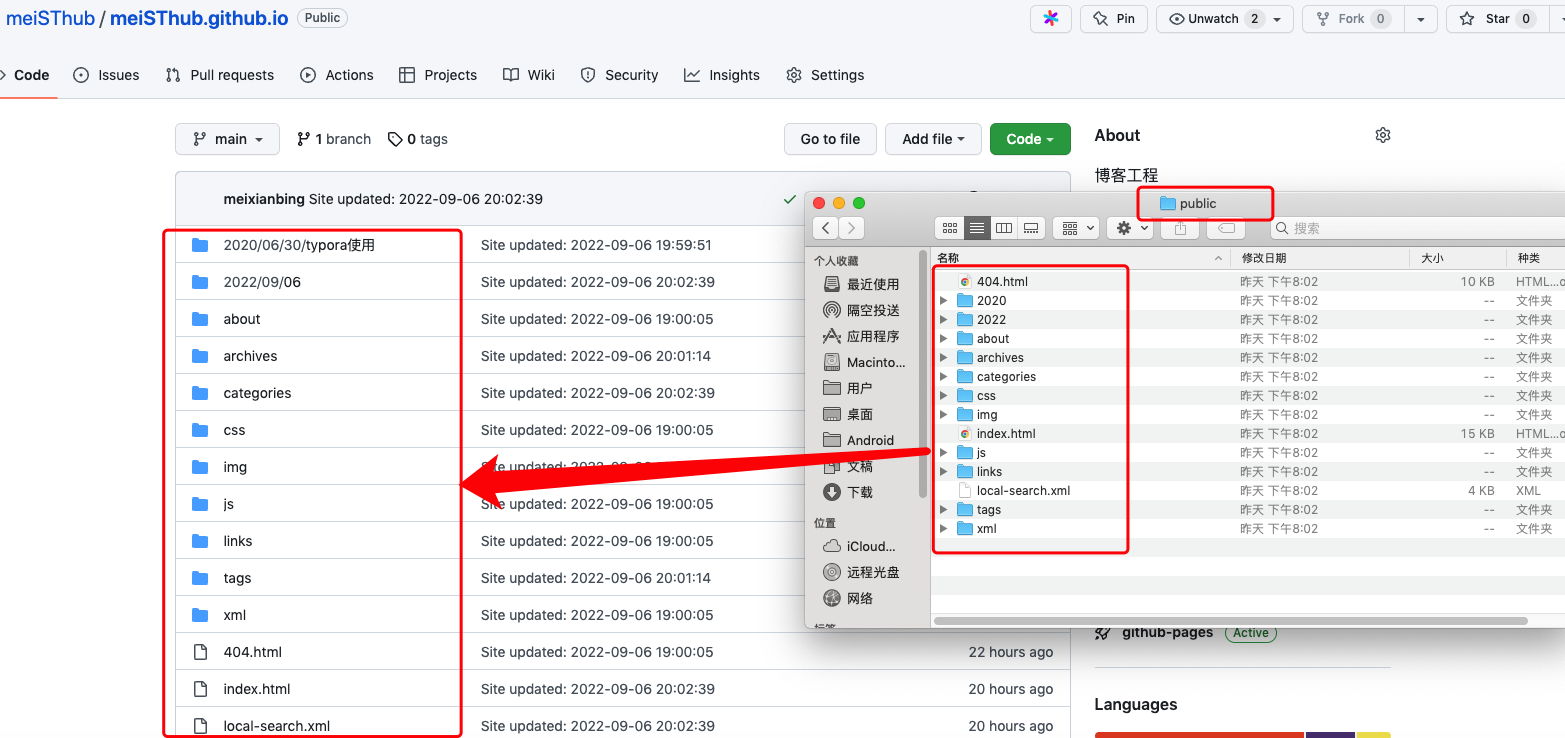 meiSThub / meiSThub.github.io Public
Pin Unwatch 2 Fork 0 Star 0
Code Issues Pull requests Actions Projects Wiki Security Insights Settings
main 1 branch 0 tags Go to file Add file Code
About
博客工程
meixianbing Site updated: 2022-09-06 20:02:39
2020/06/30/typora使用 Site updated: 2022-09-06 19:59:51
2022/09/06 Site updated: 2022-09-06 20:02:39
about Site updated: 2022-09-06 19:00:05
archives Site updated: 2022-09-06 20:01:14
categories Site updated: 2022-09-06 20:02:39
css Site updated: 2022-09-06 19:00:05
img Site updated: 2022-09-06 19:00:05
js Site updated: 2022-09-06 19:00:05
links Site updated: 2022-09-06 19:00:05
tags Site updated: 2022-09-06 20:01:14
xml Site updated: 2022-09-06 19:00:05
404.html Site updated: 2022-09-06 19:00:05 22 hours ago
index.html Site updated: 2022-09-06 20:02:39 20 hours ago
local-search.xml Site updated: 2022-09-06 20:02:39 20 hours ago
public
搜索
个人收藏
最近使用
隔空投送
应用程序
Macinto...
用户
桌面
Android
文稿
下载
位置
iCloud...
远程光盘
网络
标签
名称 修改日期 大小 种类
404.html 昨天 下午8:02 10 KB HTML...o
2020 昨天 下午8:02 -- 文件夹
2022 昨天 下午8:02 -- 文件夹
about 昨天 下午8:02 -- 文件夹
archives 昨天 下午8:02 -- 文件夹
categories 昨天 下午8:02 -- 文件夹
css 昨天 下午8:02 -- 文件夹
img 昨天 下午8:02 -- 文件夹
index.html 昨天 下午8:02 15 KB HTML...o
js 昨天 下午8:02 -- 文件夹
links 昨天 下午8:02 -- 文件夹
local-search.xml 昨天 下午8:02 4 KB XML
tags 昨天 下午8:02 -- 文件夹
xml 昨天 下午8:02 -- 文件夹
github-pages Active
Languages